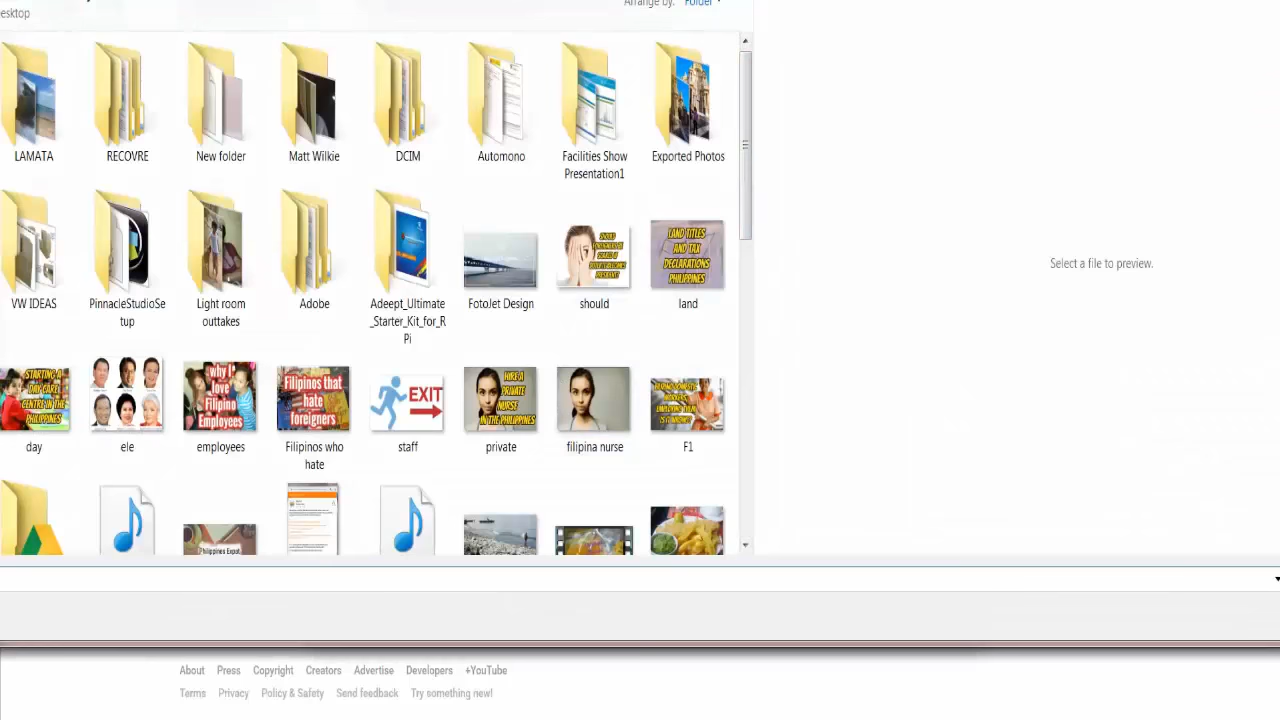 Arrange by: Folder
esktop
LAMATA
RECOVRE
New folder
Matt Wilkie
DCIM
Automono
Facilities Show
Presentation1
Exported Photos
Select a file to preview.
VW IDEAS
PinnacleStudioSe
tup
Light room
outtakes
Adobe
Adeept_Ultimate
_Starter_Kit_for_R
Pi
FotoJet Design
SHOULD
PRESIDENT?
should
LAND TITLES
AND TAX
DECLARATIONS
PHILIPPINES
land
STARTING A
DAY CARE
CENTRE IN THE
PHILIPPINES
day
ele
why I
love
Filipino
Employees
employees
Filipinos that
hate
foreigners
Filipinos who
hate
EXIT
staff
HIRE A
PRIVATE
NURSE
IN THE PHILIPPINES
private
filipina nurse
F1
Philippines Expat
About Press Copyright Creators Advertise Developers +YouTube
Terms Privacy Policy & Safety Send feedback Try something new!